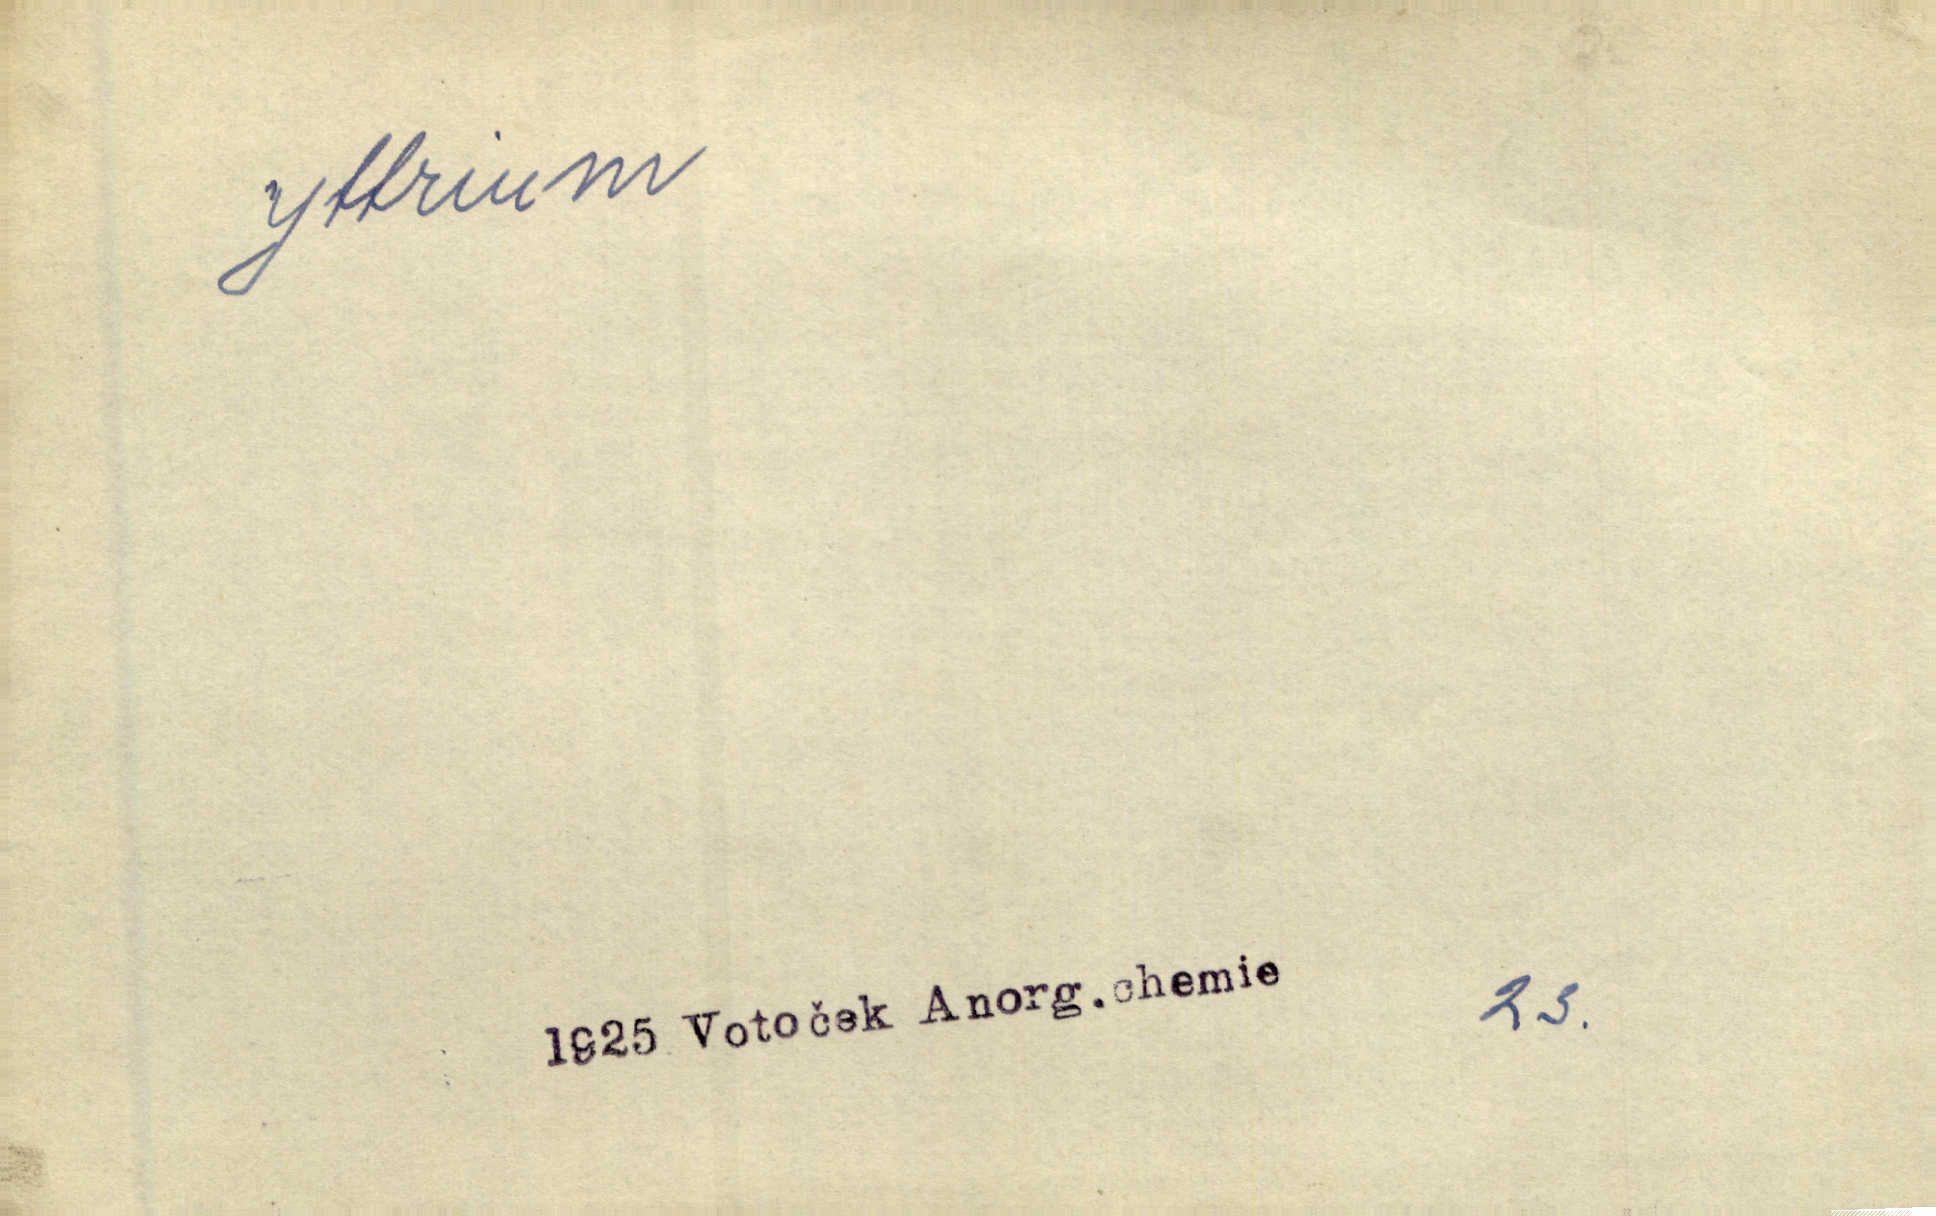 yttrium
1925 Votoček Anorg.chemie 23.